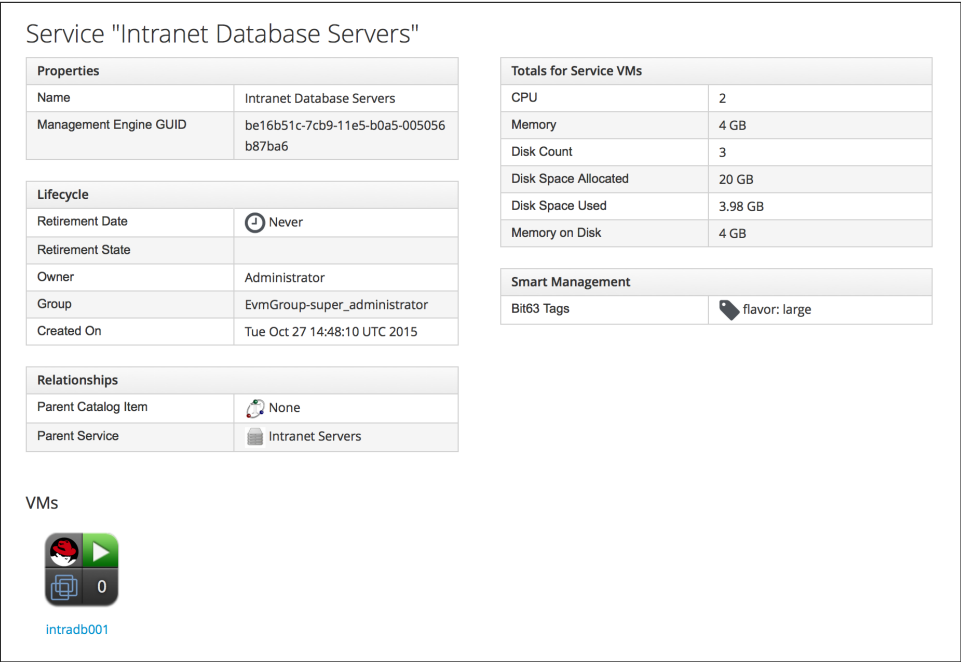 Service "Intranet Database Servers"
Properties
Name Intranet Database Servers
Management Engine GUID be16b51c-7cb9-11e5-b0a5-005056
b87ba6
Lifecycle
Retirement Date Never
Retirement State
Owner Administrator
Group EvmGroup-super_administrator
Created On Tue Oct 27 14:48:10 UTC 2015
Relationships
Parent Catalog Item None
Parent Service Intranet Servers
Totals for Service VMs
CPU 2
Memory 4 GB
Disk Count 3
Disk Space Allocated 20 GB
Disk Space Used 3.98 GB
Memory on Disk 4 GB
Smart Management
Bit63 Tags flavor: large
VMs
0
intradb001